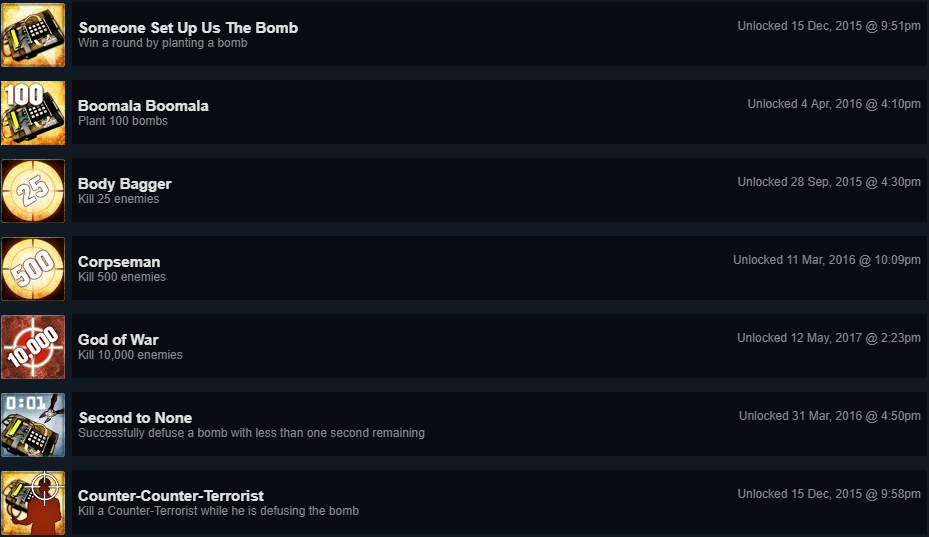 Someone Set Up Us The Bomb
Win a round by planting a bomb
Unlocked 15 Dec, 2015 @ 9:51pm
100
Boomala Boomala
Plant 100 bombs
Unlocked 4 Apr, 2016 @ 4:10pm
25
Body Bagger
Kill 25 enemies
Unlocked 28 Sep, 2015 @ 4:30pm
500
Corpseman
Kill 500 enemies
Unlocked 11 Mar, 2016 @ 10:09pm
10,000
God of War
Kill 10,000 enemies
Unlocked 12 May, 2017 @ 2:23pm
0:01
Second to None
Successfully defuse a bomb with less than one second remaining
Unlocked 31 Mar, 2016 @ 4:50pm
Counter-Counter-Terrorist
Kill a Counter-Terrorist while he is defusing the bomb
Unlocked 15 Dec, 2015 @ 9:58pm